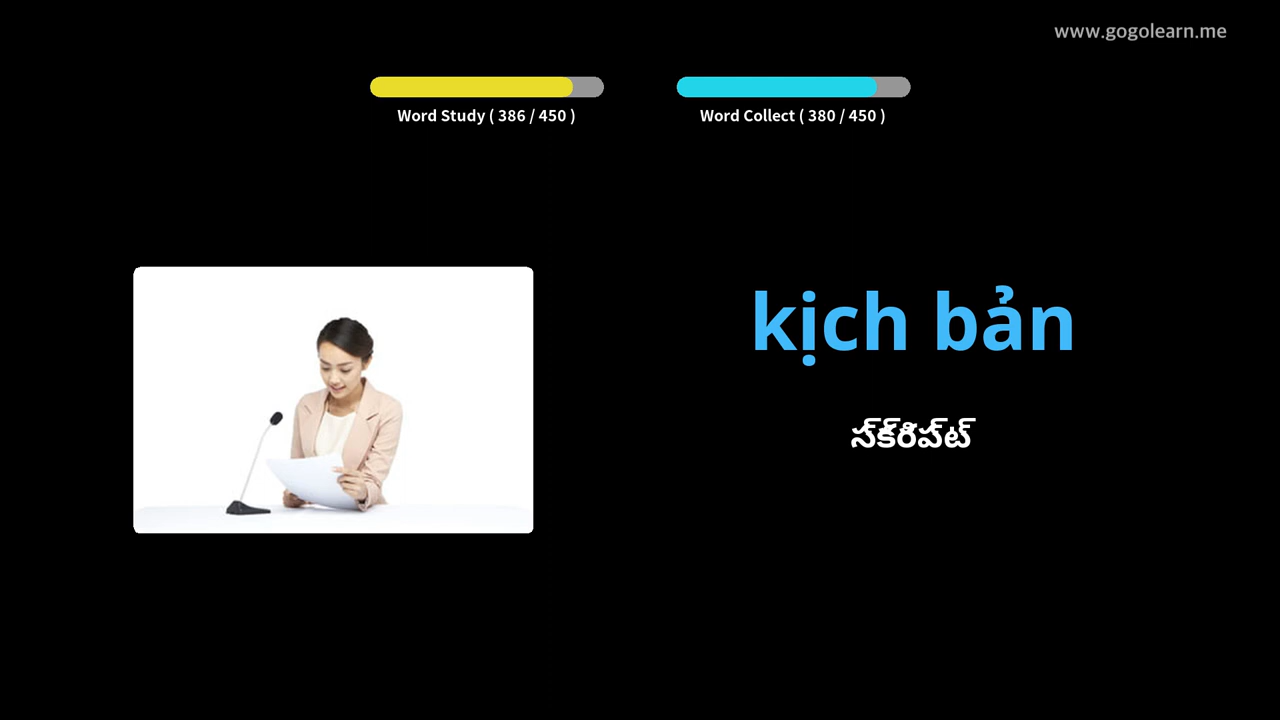 www.gogolearn.me
Word Study ( 386 / 450 )
Word Collect ( 380 / 450 )
kịch bản
స్క్రిప్ట్